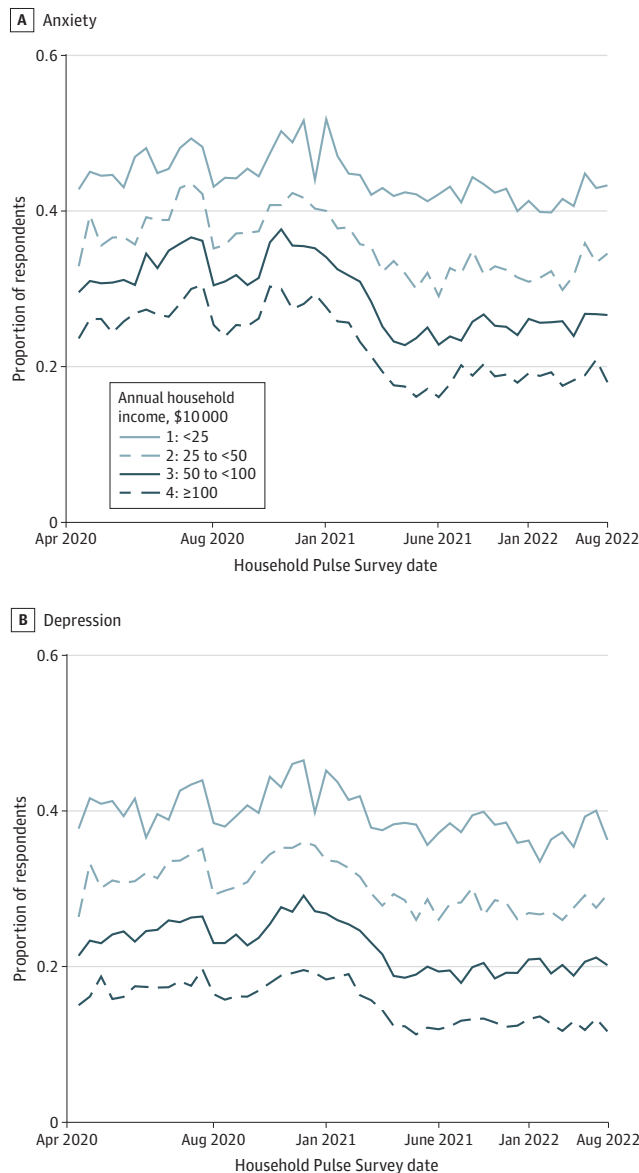 A Anxiety
0.6
0.4
0.2
0
Proportion of respondents
Annual household
income, $10 000
1: <25
2: 25 to <50
3: 50 to <100
4: ≥100
Apr 2020 Aug 2020 Jan 2021 June 2021 Jan 2022 Aug 2022
Household Pulse Survey date
B Depression
0.6
0.4
0.2
0
Proportion of respondents
Apr 2020 Aug 2020 Jan 2021 June 2021 Jan 2022 Aug 2022
Household Pulse Survey date